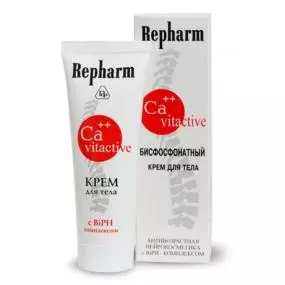 Repharm
Ca++
vitactive
КРЕМ
для тела
с BiPH
комплексом
Repharm
Ca++
vitactive
БИСФОСФОНАТНЫЙ
КРЕМ ДЛЯ ТЕЛА
АНТИВОЗРАСТНАЯ
НЕЙРОКОСМЕТИКА
с BiPH - КОМПЛЕКСОМ